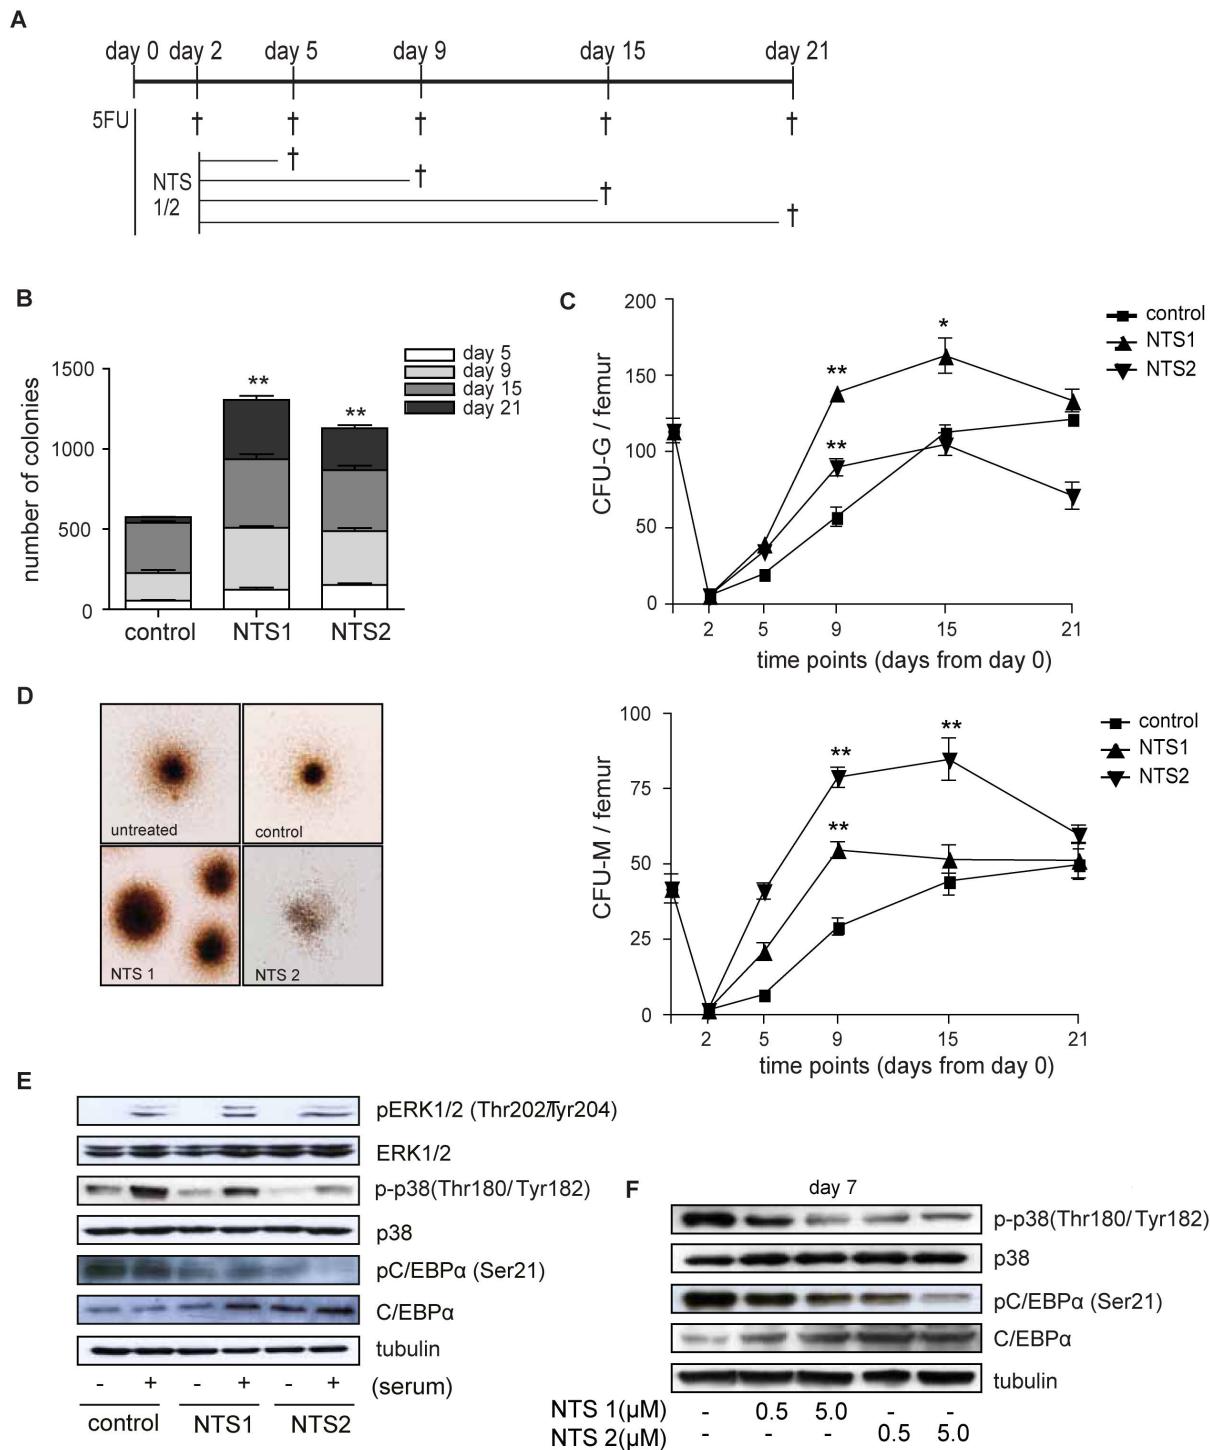 A
day 0 day 2 day 5 day 9 day 15 day 21
5FU † † † † †
†
†
NTS
1/2
†
†
B
number of colonies
1500
1000
500
0
day 5
day 9
day 15
day 21
**
**
control NTS1 NTS2
C
CFU-G / femur
200
150
100
50
0
control
NTS1
NTS2
*
**
**
2 5 9 15 21
time points (days from day 0)
CFU-M / femur
100
75
50
25
0
control
NTS1
NTS2
**
**
**
2 5 9 15 21
time points (days from day 0)
D
untreated
control
NTS 1
NTS 2
E
pERK1/2 (Thr202/Tyr204)
ERK1/2
p-p38(Thr180/Tyr182)
p38
pC/EBPα (Ser21)
C/EBPα
tubulin
- + - + - + (serum)
control NTS1 NTS2
F
day 7
p-p38(Thr180/Tyr182)
p38
pC/EBPα (Ser21)
C/EBPα
tubulin
NTS 1(µM) - 0.5 5.0 - -
NTS 2(µM) - - - 0.5 5.0